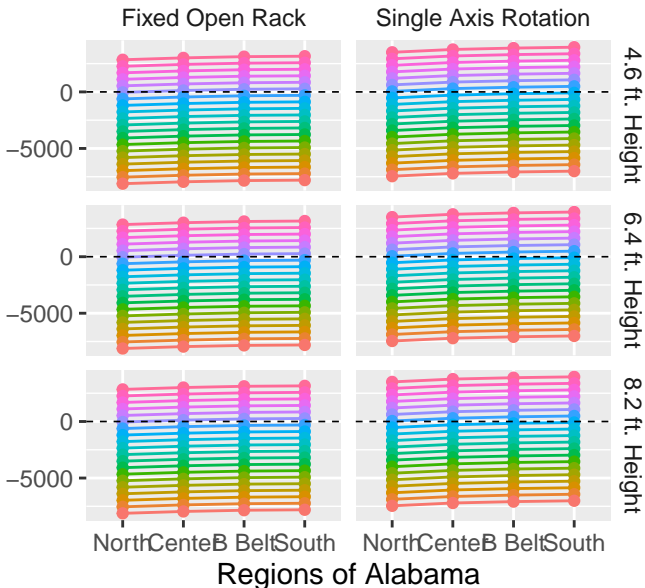 Fixed Open Rack Single Axis Rotation
0
−5000
4.6 ft. Height
0
−5000
6.4 ft. Height
0
−5000
8.2 ft. Height
North Center B Belt South North Center B Belt South
Regions of Alabama